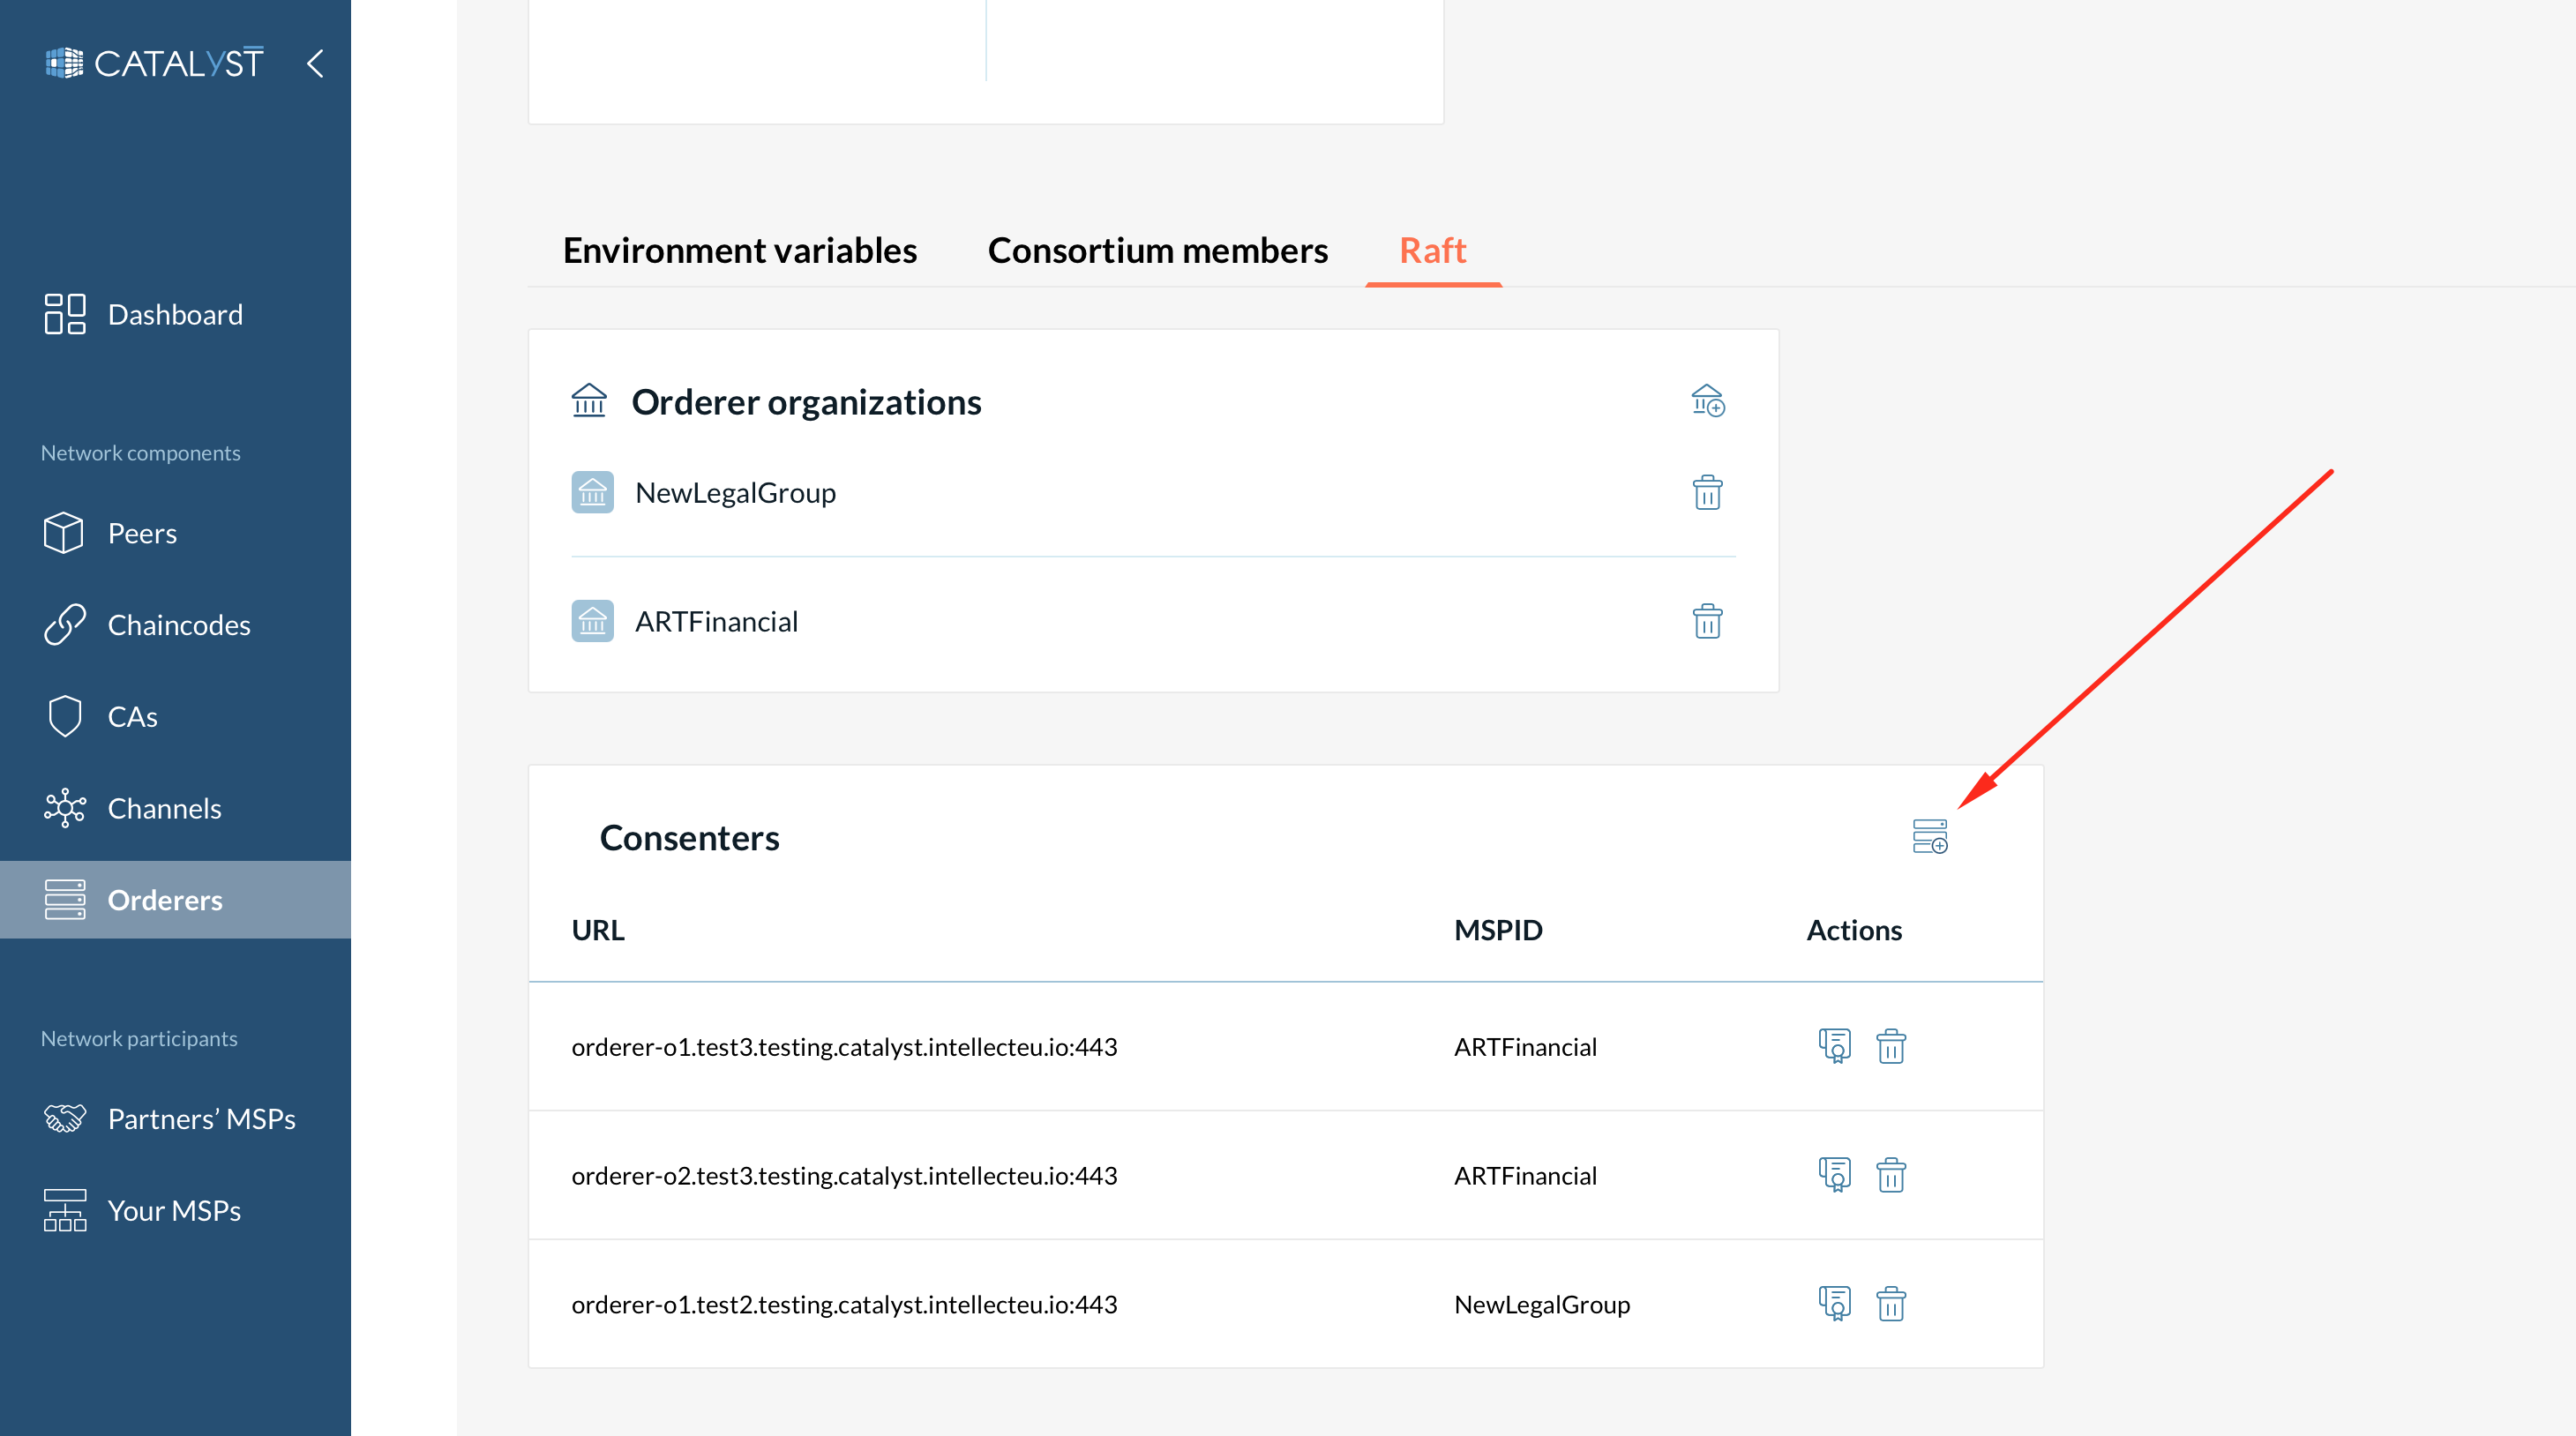 CATALYST
Dashboard
Network components
Peers
Chaincodes
CAs
Channels
Orderers
Network participants
Partners’ MSPs
Your MSPs
Environment variables
Consortium members
Raft
Orderer organizations
NewLegalGroup
ARTFinancial
Consenters
URL MSPID Actions
orderer-o1.test3.testing.catalyst.intellecteu.io:443 ARTFinancial
orderer-o2.test3.testing.catalyst.intellecteu.io:443 ARTFinancial
orderer-o1.test2.testing.catalyst.intellecteu.io:443 NewLegalGroup